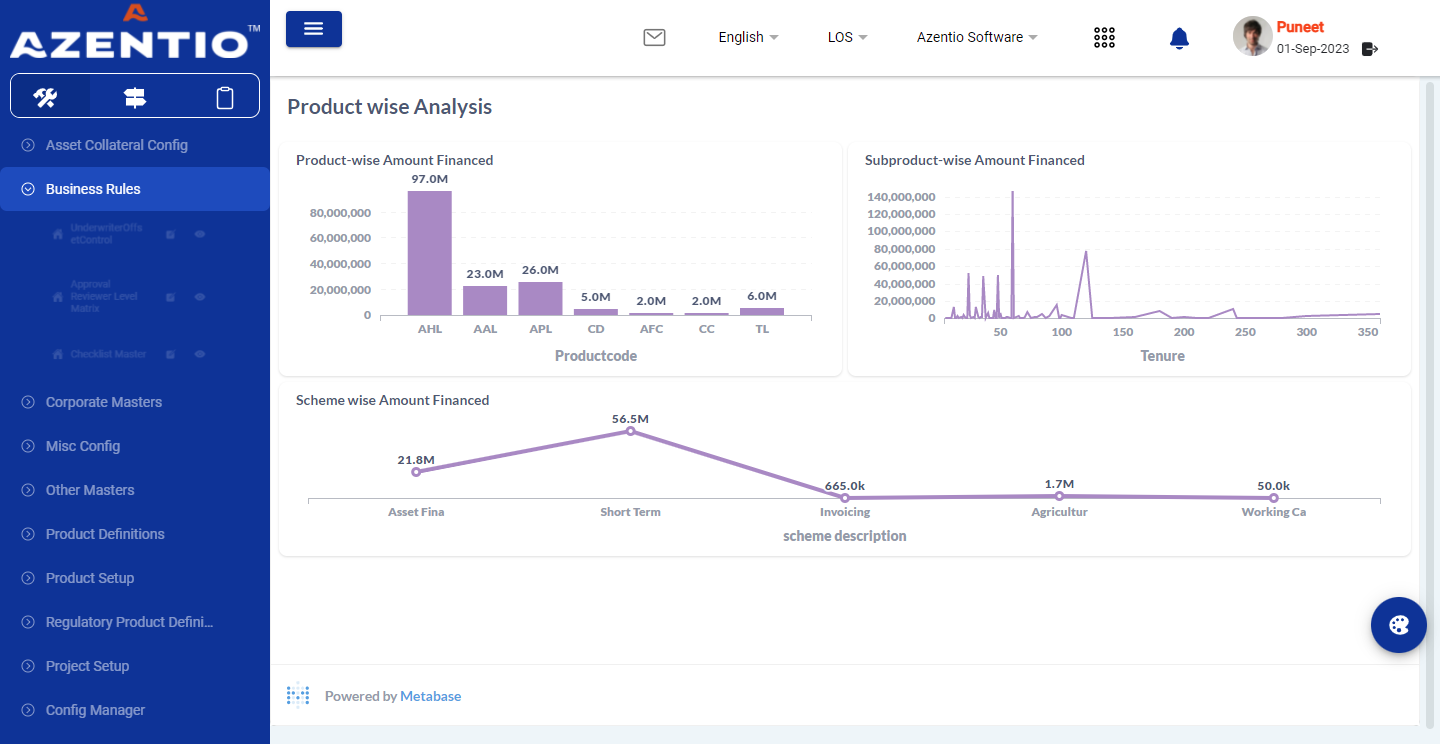 AZENTIO™
English
LOS
Azentio Software
Puneet
01-Sep-2023
Asset Collateral Config
Business Rules
UnderwriterOffs
etControl
Approval
Reviewer Level
Matrix
Checklist Master
Corporate Masters
Misc Config
Other Masters
Product Definitions
Product Setup
Regulatory Product Defini...
Project Setup
Config Manager
Product wise Analysis
Product-wise Amount Financed
97.0M
80,000,000
60,000,000
40,000,000
20,000,000
0
23.0M
26.0M
5.0M
2.0M
2.0M
6.0M
AHL AAL APL CD AFC CC TL
Productcode
Subproduct-wise Amount Financed
140,000,000
120,000,000
100,000,000
80,000,000
60,000,000
40,000,000
20,000,000
0
50 100 150 200 250 300 350
Tenure
Scheme wise Amount Financed
21.8M
56.5M
665.0k
1.7M
50.0k
Asset Fina Short Term Invoicing Agricultur Working Ca
scheme description
Powered by Metabase